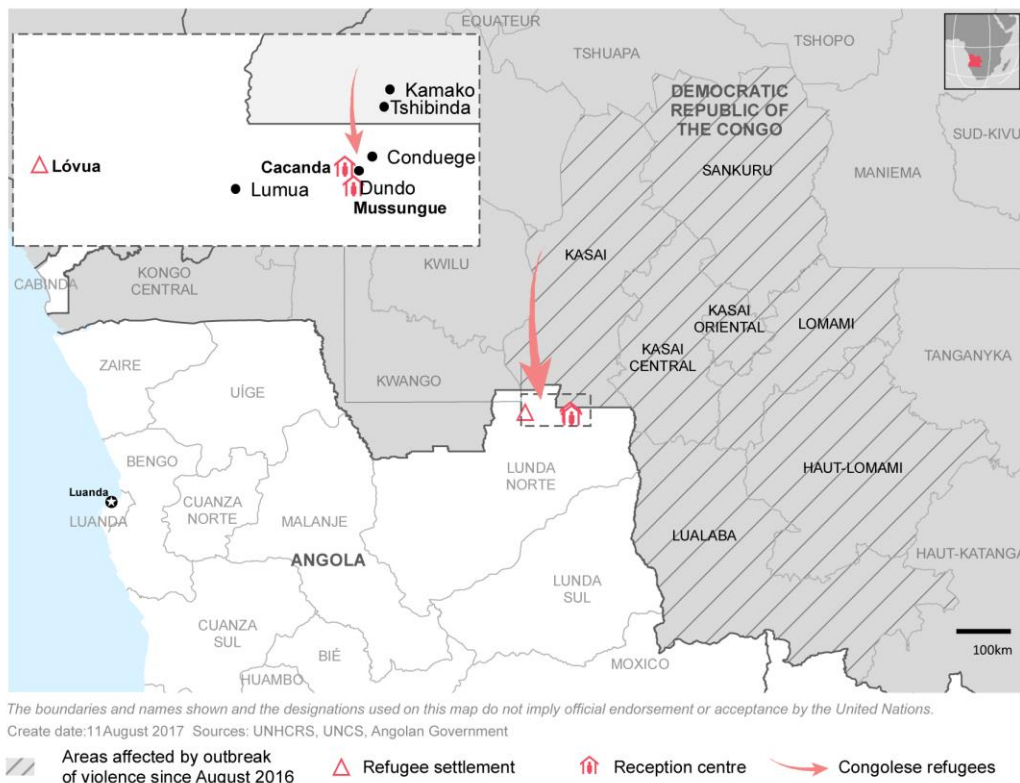 EQUATEUR
TSHUAPA
TSHOPO
DEMOCRATIC
REPUBLIC OF
THE CONGO
SUD-KIVU
MANIEMA
SANKURU
Kamako
Tshibinda
Lóvua
Cacanda
Conduege
Lumua
Dundo
Mussungue
KASAI
KWILU
CABINDA
KONGO
CENTRAL
KASAI
ORIENTAL
LOMAMI
KASAI
CENTRAL
TANGANYKA
ZAIRE
UÍGE
KWANGO
BENGO
LUNDA
NORTE
HAUT-LOMAMI
Luanda
LUANDA
CUANZA
NORTE
MALANJE
LUALABA
HAUT-KATANGA
ANGOLA
LUNDA
SUL
CUANZA
SUL
BIÉ
HUAMBO
MOXICO
100km
The boundaries and names shown and the designations used on this map do not imply official endorsement or acceptance by the United Nations.
Create date:11August 2017 Sources: UNHCRS, UNCS, Angolan Government
Areas affected by outbreak
of violence since August 2016
Refugee settlement
Reception centre
Congolese refugees